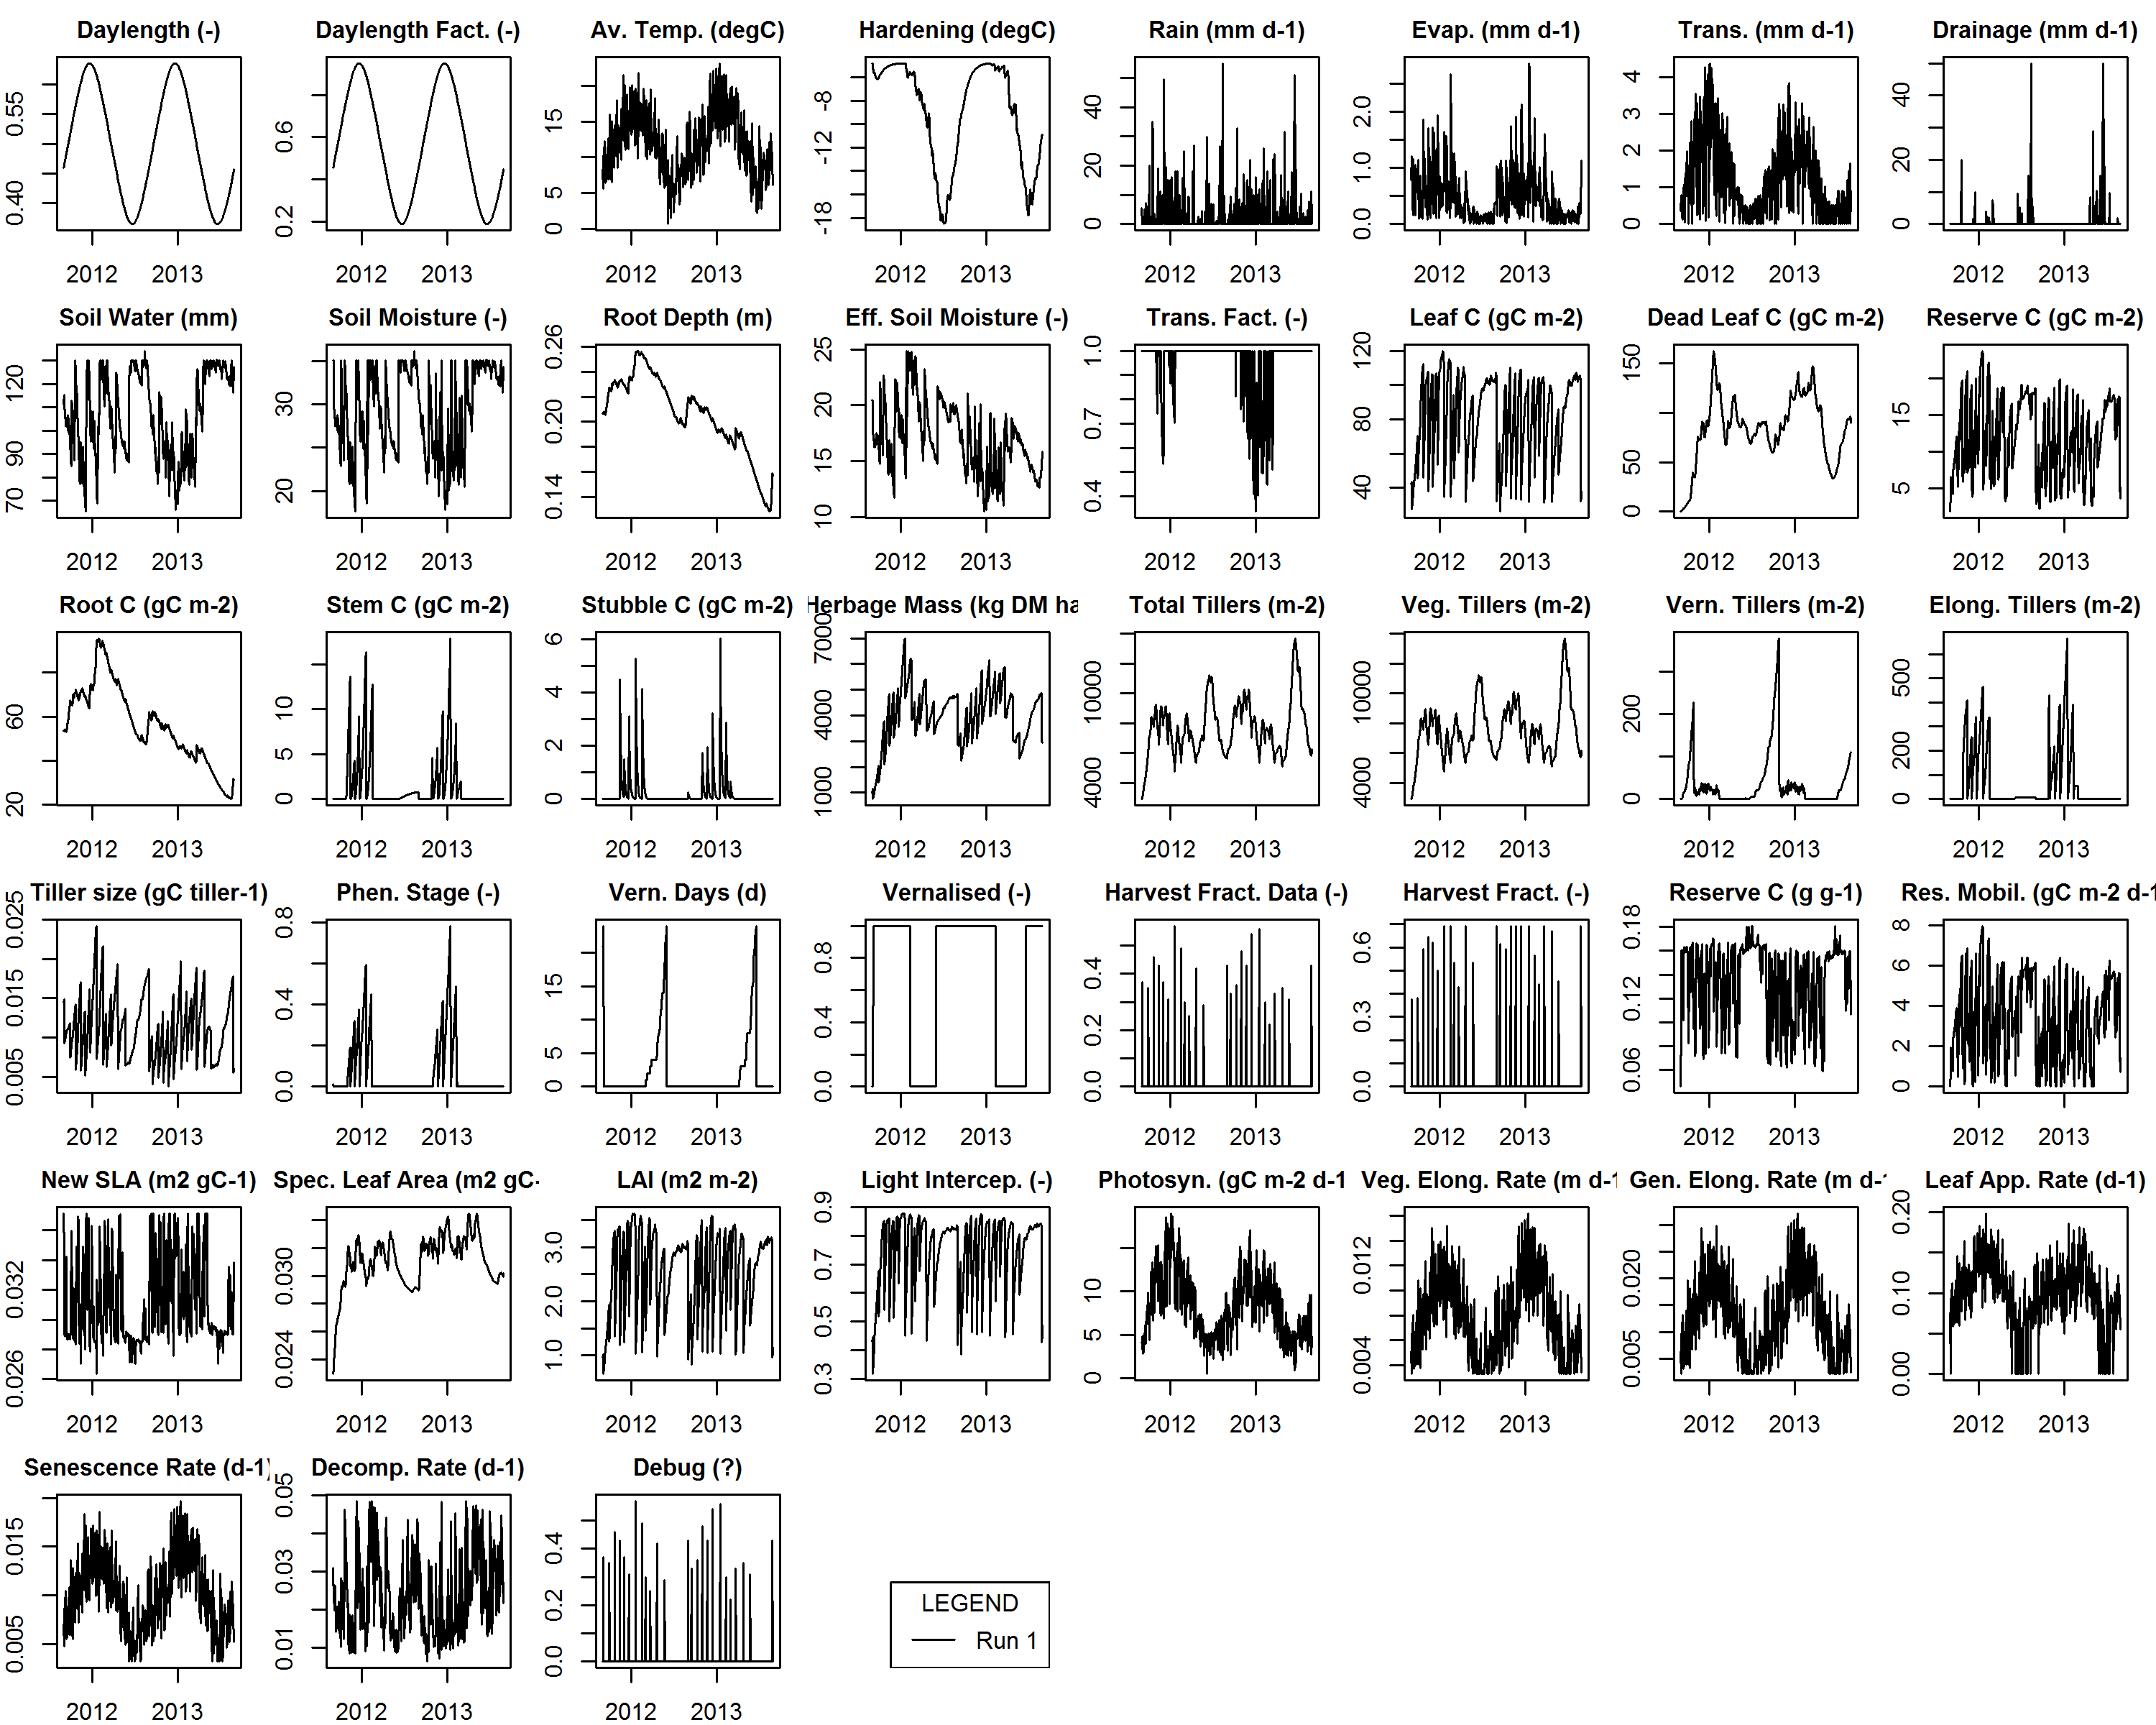 Daylength (-) Daylength Fact. (-) Av. Temp. (degC) Hardening (degC) Rain (mm d-1) Evap. (mm d-1) Trans. (mm d-1) Drainage (mm d-1)
0.40 0.55 0.2 0.6 0 5 15 -18 -12 -8 0 20 40 0.0 1.0 2.0 0 1 2 3 4 0 20 40
2012 2013 2012 2013 2012 2013 2012 2013 2012 2013 2012 2013 2012 2013 2012 2013
Soil Water (mm) Soil Moisture (-) Root Depth (m) Eff. Soil Moisture (-) Trans. Fact. (-) Leaf C (gC m-2) Dead Leaf C (gC m-2) Reserve C (gC m-2)
70 90 120 20 30 0.14 0.20 0.26 10 15 20 25 0.4 0.7 1.0 40 80 120 0 50 150 5 15
2012 2013 2012 2013 2012 2013 2012 2013 2012 2013 2012 2013 2012 2013 2012 2013
Root C (gC m-2) Stem C (gC m-2) Stubble C (gC m-2) Herbage Mass (kg DM ha Total Tillers (m-2) Veg. Tillers (m-2) Vern. Tillers (m-2) Elong. Tillers (m-2)
20 60 0 5 10 0 2 4 6 1000 4000 7000 4000 10000 4000 10000 0 200 0 200 500
2012 2013 2012 2013 2012 2013 2012 2013 2012 2013 2012 2013 2012 2013 2012 2013
Tiller size (gC tiller-1) Phen. Stage (-) Vern. Days (d) Vernalised (-) Harvest Fract. Data (-) Harvest Fract. (-) Reserve C (g g-1) Res. Mobil. (gC m-2 d-1
0.005 0.015 0.025 0.0 0.4 0.8 0 5 15 0.0 0.4 0.8 0.0 0.2 0.4 0.0 0.3 0.6 0.06 0.12 0.18 0 2 4 6 8
2012 2013 2012 2013 2012 2013 2012 2013 2012 2013 2012 2013 2012 2013 2012 2013
New SLA (m2 gC-1) Spec. Leaf Area (m2 gC- LAI (m2 m-2) Light Intercep. (-) Photosyn. (gC m-2 d-1 Veg. Elong. Rate (m d-1 Gen. Elong. Rate (m d-1 Leaf App. Rate (d-1)
0.026 0.032 0.024 0.030 1.0 2.0 3.0 0.3 0.5 0.7 0.9 0 5 10 0.004 0.012 0.005 0.020 0.00 0.10 0.20
2012 2013 2012 2013 2012 2013 2012 2013 2012 2013 2012 2013 2012 2013 2012 2013
Senescence Rate (d-1) Decomp. Rate (d-1) Debug (?)
0.005 0.015 0.01 0.03 0.05 0.0 0.2 0.4
LEGEND
Run 1
2012 2013 2012 2013 2012 2013